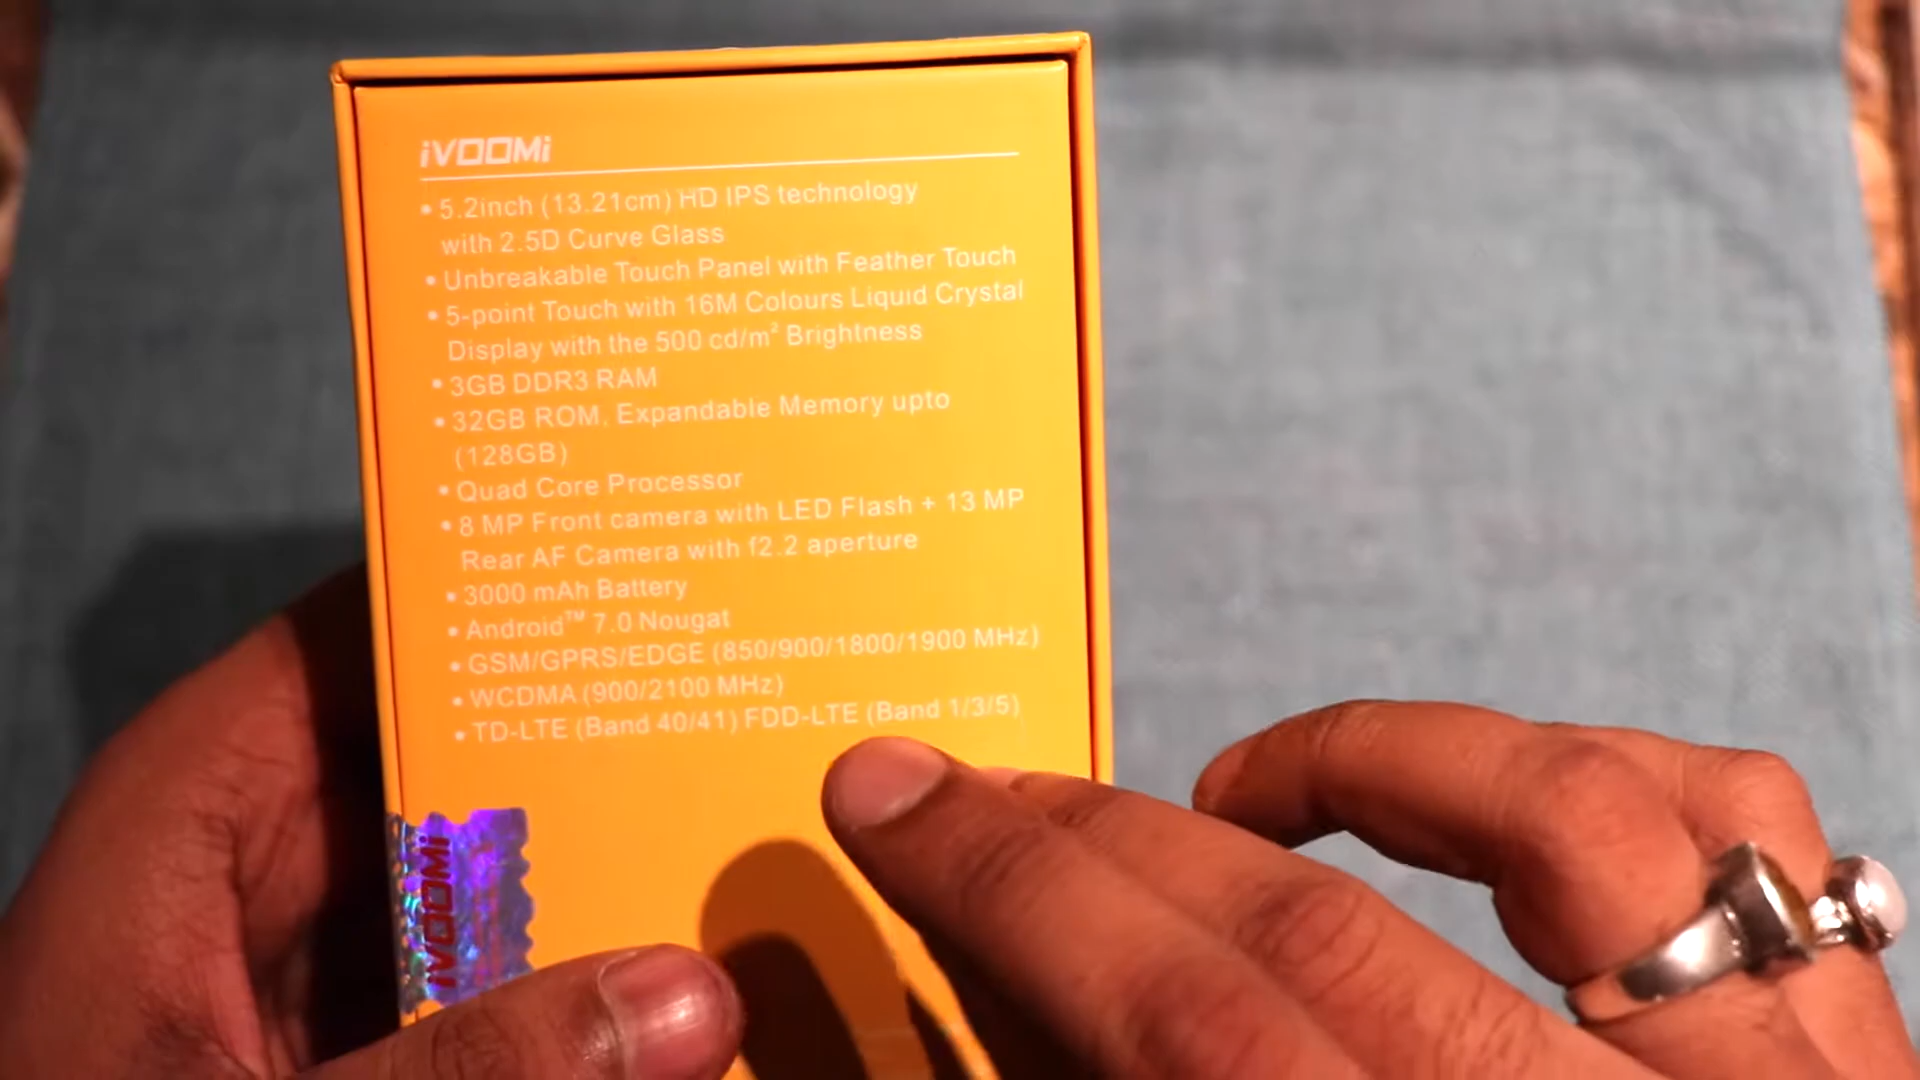 iVOOMi
• 5.2inch (13.21cm) HD IPS technology
with 2.5D Curve Glass
• Unbreakable Touch Panel with Feather Touch
• 5-point Touch with 16M Colours Liquid Crystal
Display with the 500 cd/m² Brightness
• 3GB DDR3 RAM
• 32GB ROM, Expandable Memory upto
(128GB)
• Quad Core Processor
• 8 MP Front camera with LED Flash + 13 MP
Rear AF Camera with f2.2 aperture
• 3000 mAh Battery
• Android™ 7.0 Nougat
• GSM/GPRS/EDGE (850/900/1800/1900 MHz)
• WCDMA (900/2100 MHz)
• TD-LTE (Band 40/41) FDD-LTE (Band 1/3/5)
iVOOMi